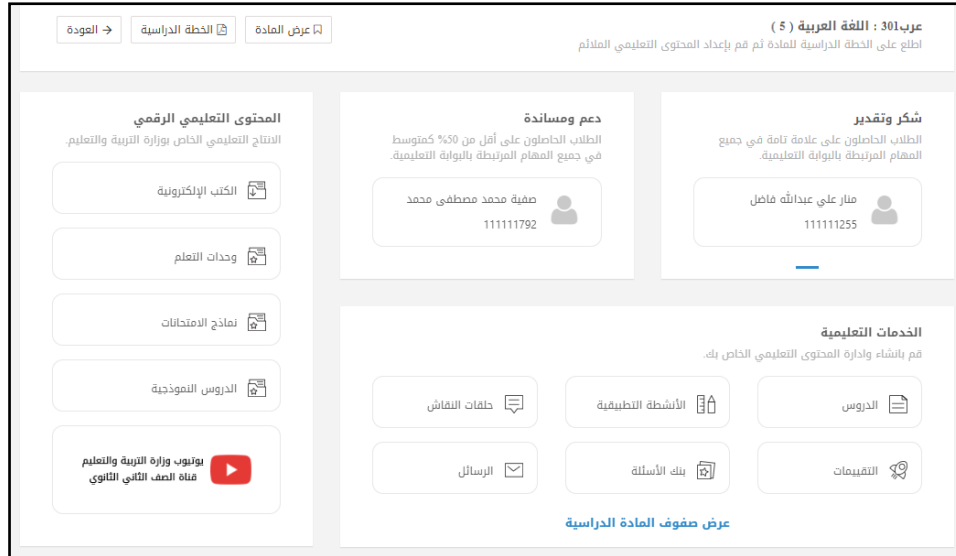 عرب301 : اللغة العربية ( 5 )
اطلع على الخطة الدراسية للمادة ثم قم بإعداد المحتوى التعليمي الملائم
عرض المادة
الخطة الدراسية
العودة
شكر وتقدير
الطلاب الحاصلون على علامة تامة في جميع
المهام المرتبطة بالبوابة التعليمية.
منار علي عبدالله فاضل
111111255
دعم ومساندة
الطلاب الحاصلون على أقل من 50% كمتوسط
في جميع المهام المرتبطة بالبوابة التعليمية.
صفية محمد مصطفى محمد
111111792
المحتوى التعليمي الرقمي
الانتاج التعليمي الخاص بوزارة التربية والتعليم.
الكتب الإلكترونية
وحدات التعلم
نماذج الامتحانات
الدروس النموذجية
يوتيوب وزارة التربية والتعليم
قناة الصف الثاني الثانوي
الخدمات التعليمية
قم بانشاء وادارة المحتوى التعليمي الخاص بك.
الدروس
الأنشطة التطبيقية
حلقات النقاش
التقييمات
بنك الأسئلة
الرسائل
عرض صفوف المادة الدراسية